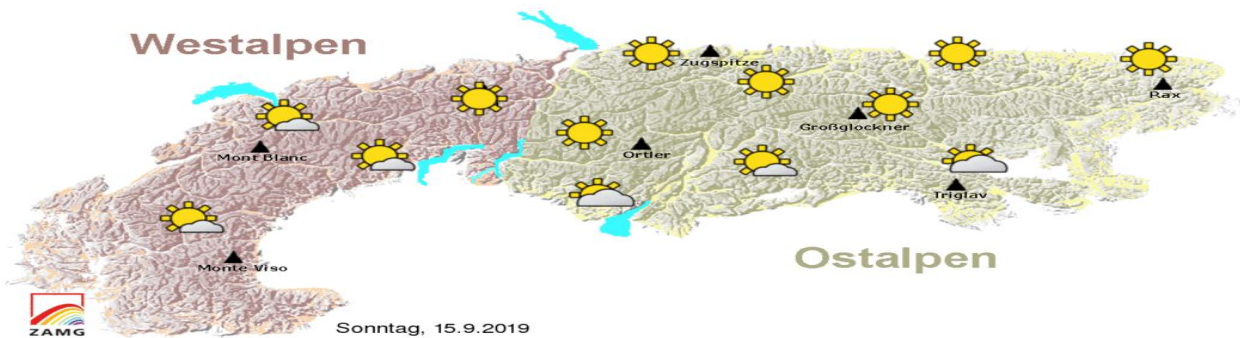 Westalpen
Zugspitze
Rax
Großglockner
Mont Blanc
Ortler
Triglav
Ostalpen
Monte Viso
ZAMG
Sonntag, 15.9.2019